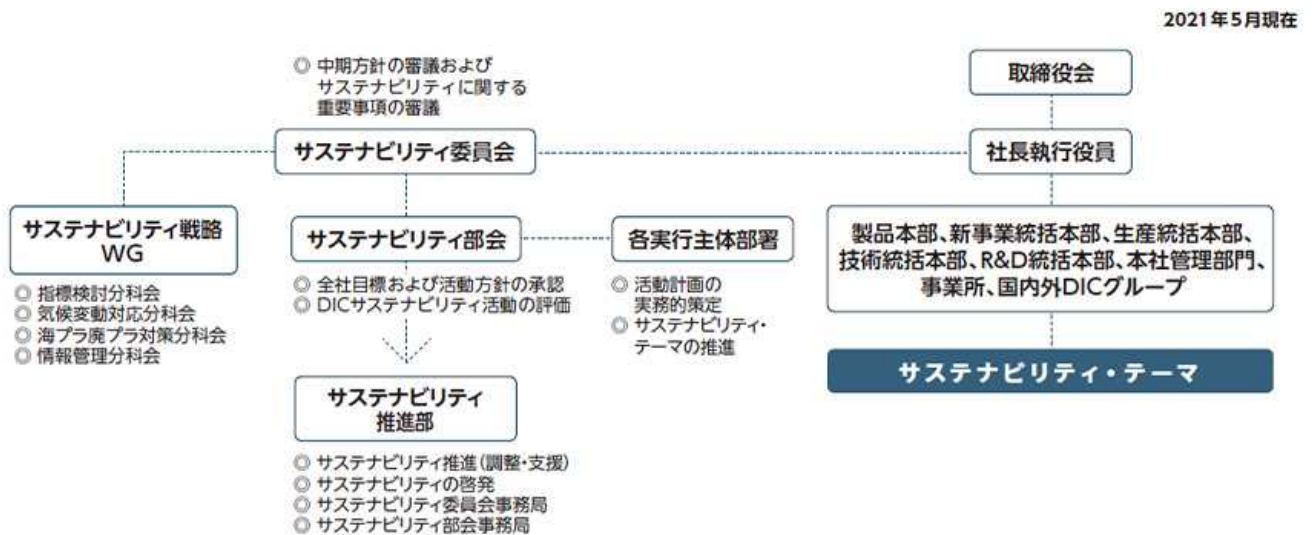 2021年5月現在
◎ 中期方針の審議および
サステナビリティに関する
重要事項の審議
取締役会
サステナビリティ委員会
社長執行役員
サステナビリティ戦略
WG
◎ 指標検討分科会
◎ 気候変動対応分科会
◎ 海プラ廃プラ対策分科会
◎ 情報管理分科会
サステナビリティ部会
◎ 全社目標および活動方針の承認
◎ DICサステナビリティ活動の評価
各実行主体部署
◎ 活動計画の
実務的策定
◎ サステナビリティ・
テーマの推進
製品本部、新事業統括本部、生産統括本部、
技術統括本部、R&D統括本部、本社管理部門、
事業所、国内外DICグループ
サステナビリティ・テーマ
サステナビリティ
推進部
◎ サステナビリティ推進（調整・支援）
◎ サステナビリティの啓発
◎ サステナビリティ委員会事務局
◎ サステナビリティ部会事務局